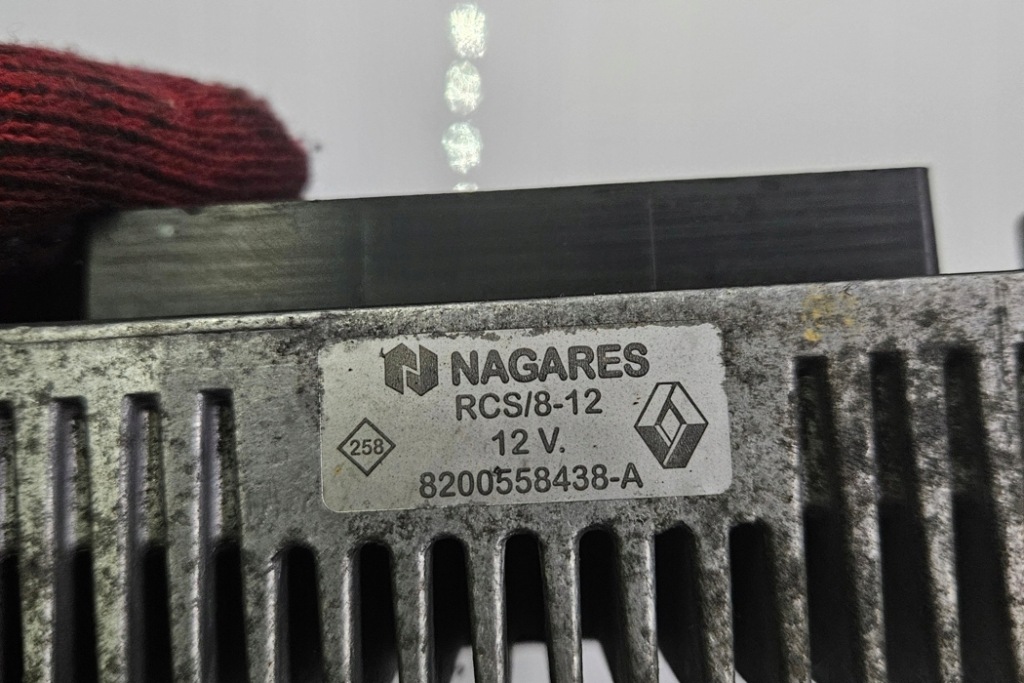 NAGARES
RCS/8-12
258
12 V.
8200558438-A